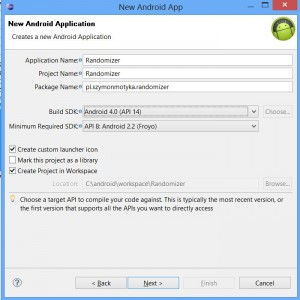 New Android App
New Android Application
Creates a new Android Application
Application Name: Randomizer
Project Name: Randomizer
Package Name: pl.szymonmotyka.randomizer
Build SDK: Android 4.0 (API 14) Choose...
Minimum Required SDK: API 8: Android 2.2 (Froyo)
Create custom launcher icon
Mark this project as a library
Create Project in Workspace
Location: C:\android\workspace\Randomizer Browse...
Choose a target API to compile your code against. This is typically the most recent version, or
the first version that supports all the APIs you want to directly access
? < Back Next > Finish Cancel